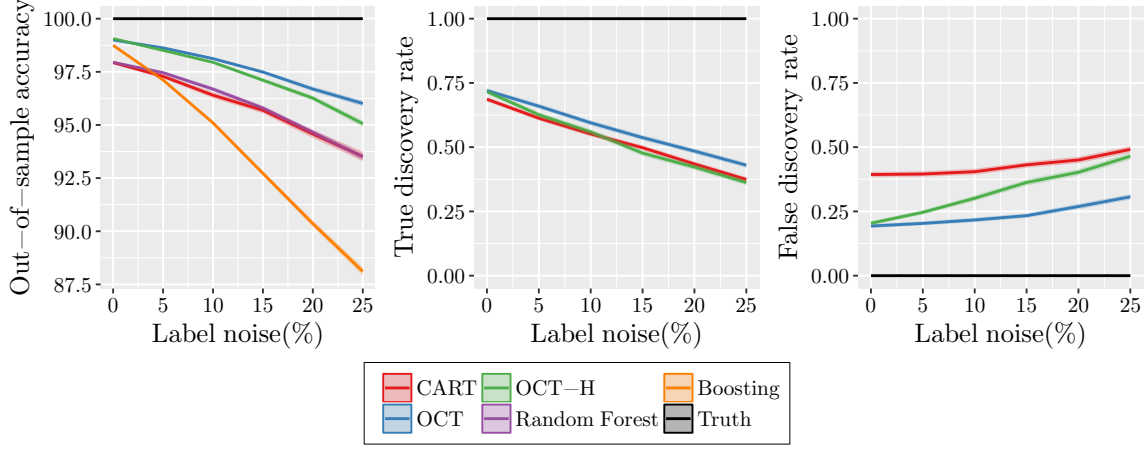 Out−of−sample accuracy
100.0
97.5
95.0
92.5
90.0
87.5
0 5 10 15 20 25
Label noise(%)
True discovery rate
1.00
0.75
0.50
0.25
0.00
0 5 10 15 20 25
Label noise(%)
False discovery rate
1.00
0.75
0.50
0.25
0.00
0 5 10 15 20 25
Label noise(%)
CART OCT−H Boosting
OCT Random Forest Truth